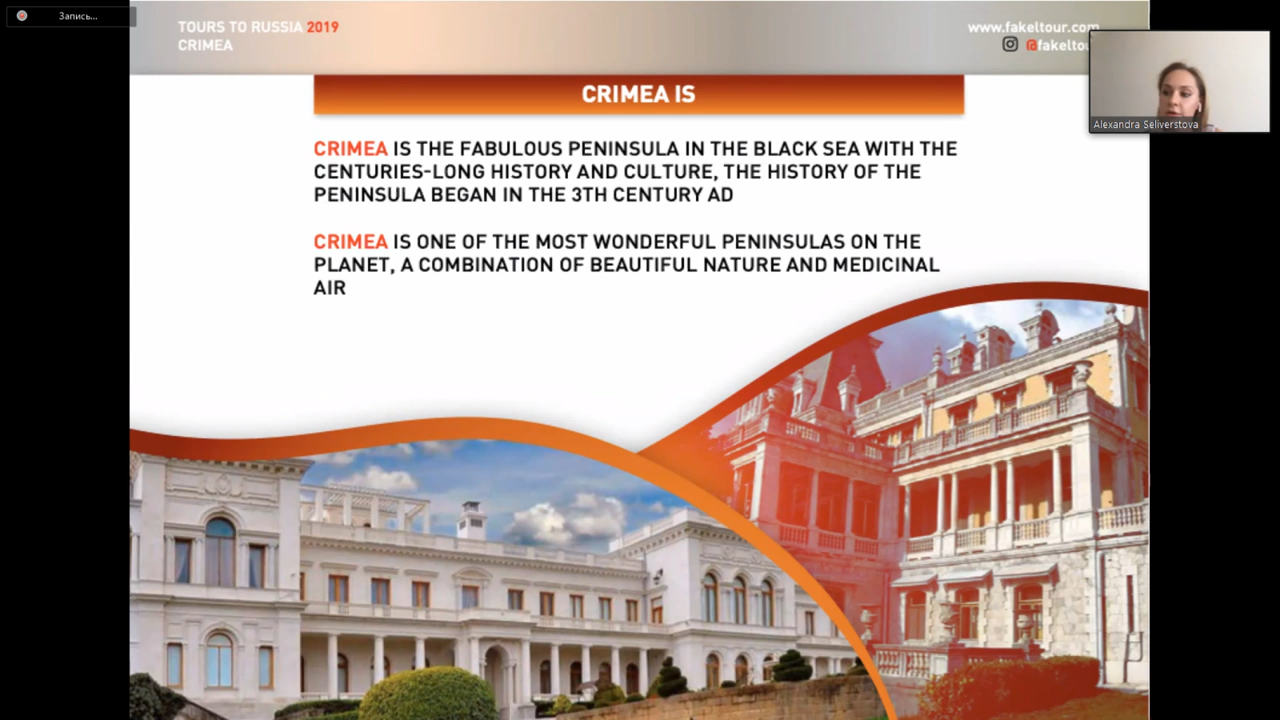 Запись...
TOURS TO RUSSIA 2019
CRIMEA
www.fakeltour.com
@fakeltou
Alexandra Seliverstova
CRIMEA IS
CRIMEA IS THE FABULOUS PENINSULA IN THE BLACK SEA WITH THE
CENTURIES-LONG HISTORY AND CULTURE, THE HISTORY OF THE
PENINSULA BEGAN IN THE 3TH CENTURY AD
CRIMEA IS ONE OF THE MOST WONDERFUL PENINSULAS ON THE
PLANET, A COMBINATION OF BEAUTIFUL NATURE AND MEDICINAL
AIR